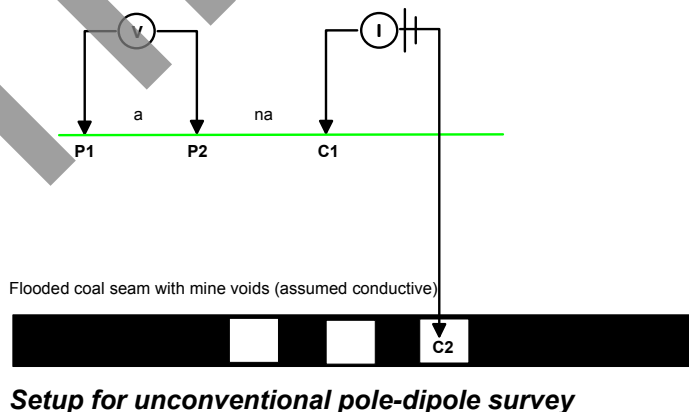 V
I
a
na
P1
P2
C1
Flooded coal seam with mine voids (assumed conductive)
C2
Setup for unconventional pole-dipole survey